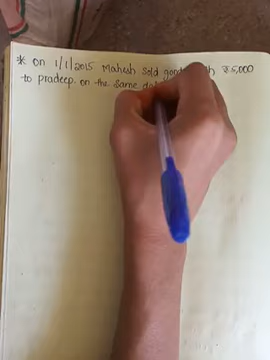 * on 1/1/2015 Mahesh Sold ₹5,000
to pradeep. on the same